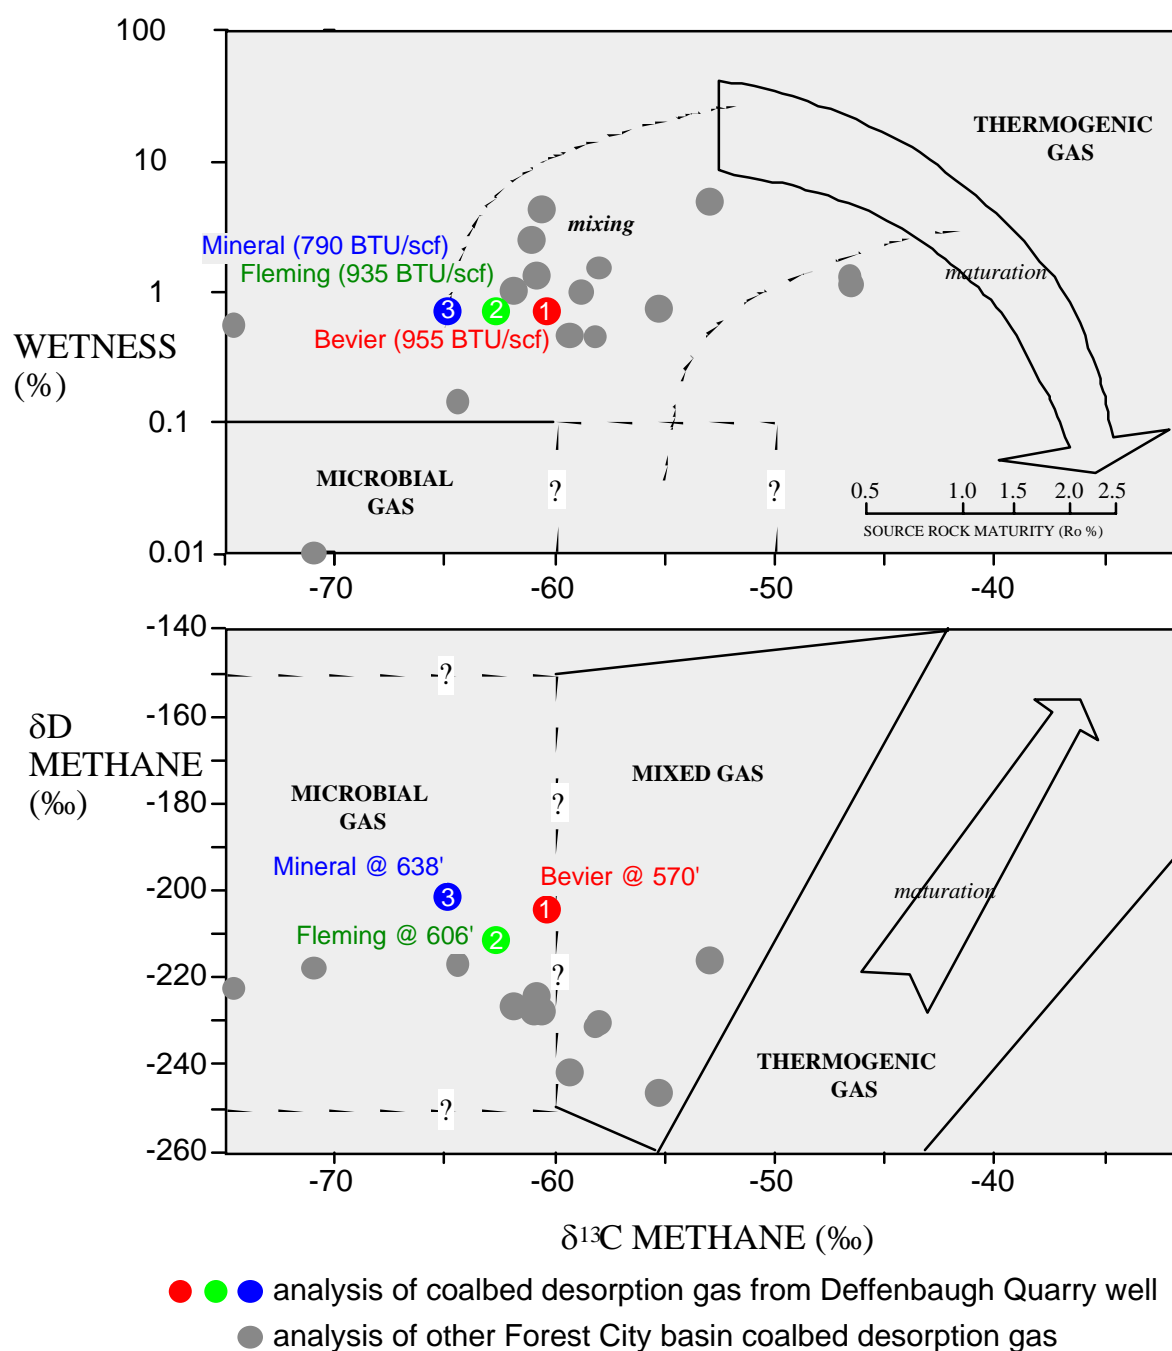 100
THERMOGENIC
GAS
10
mixing
Mineral (790 BTU/scf)
Fleming (935 BTU/scf)
maturation
1
3
2
1
Bevier (955 BTU/scf)
WETNESS
(%)
0.1
MICROBIAL
GAS
?
?
0.5
1.0
1.5
2.0
2.5
SOURCE ROCK MATURITY (Ro %)
0.01
-70
-60
-50
-40
-140
?
-160
δD
METHANE
(‰)
MIXED GAS
MICROBIAL
GAS
?
-180
Mineral @ 638'
Bevier @ 570'
-200
maturation
3
1
Fleming @ 606'
2
-220
?
-240
THERMOGENIC
GAS
?
-260
-70
-60
-50
-40
δ13C METHANE (‰)
analysis of coalbed desorption gas from Deffenbaugh Quarry well
analysis of other Forest City basin coalbed desorption gas